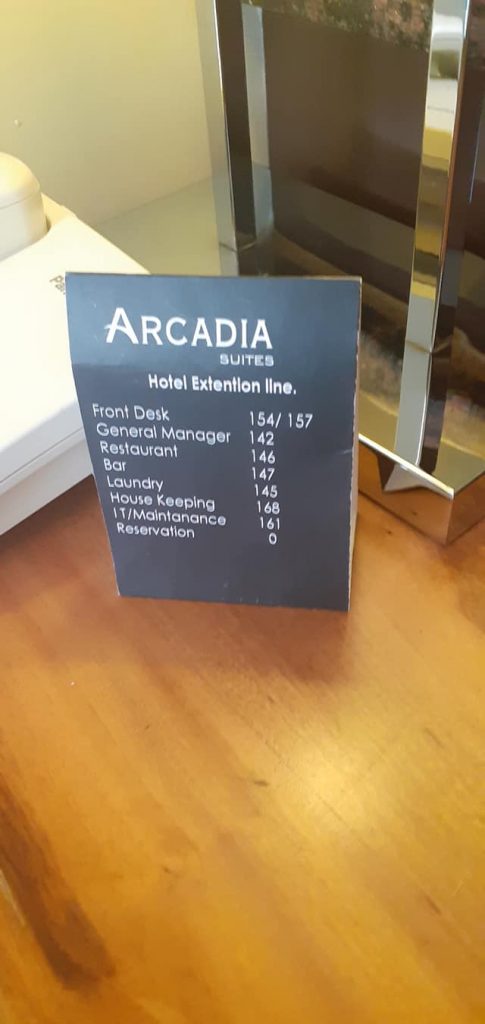 ARCADIA
SUITES
Hotel Extention line.
Front Desk 154/ 157
General Manager 142
Restaurant 146
Bar 147
Laundry 145
House Keeping 168
IT/Maintanance 161
Reservation 0